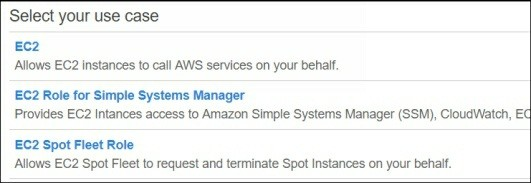 Select your use case
EC2
Allows EC2 instances to call AWS services on your behalf.
EC2 Role for Simple Systems Manager
Provides EC2 Intances access to Amazon Simple Systems Manager (SSM), CloudWatch, EC
EC2 Spot Fleet Role
Allows EC2 Spot Fleet to request and terminate Spot Instances on your behalf.